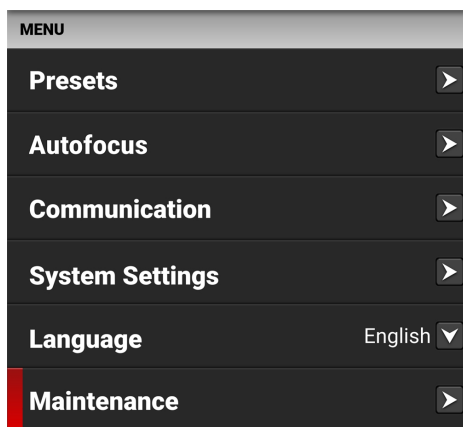 MENU
Presets
Autofocus
Communication
System Settings
Language English
Maintenance